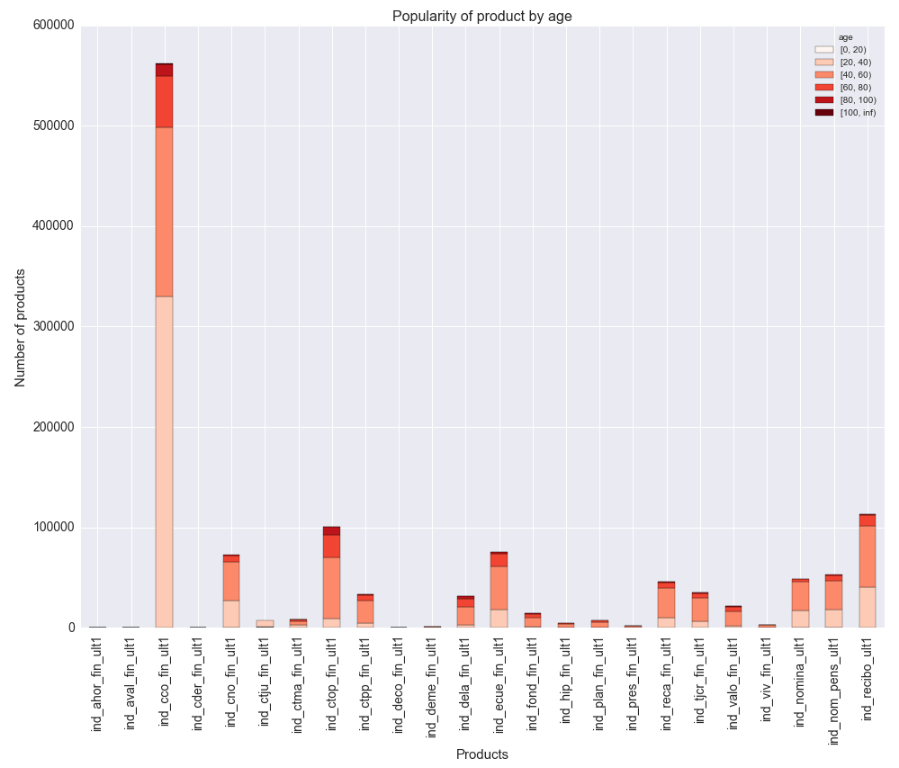 Popularity of product by age
600000
500000
400000
300000
200000
100000
0
Number of products
age
[0, 20)
[20, 40)
[40, 60)
[60, 80)
[80, 100)
[100, inf)
ind_ahor_fin_ult1
ind_aval_fin_ult1
ind_cco_fin_ult1
ind_cder_fin_ult1
ind_cno_fin_ult1
ind_ctju_fin_ult1
ind_ctma_fin_ult1
ind_ctop_fin_ult1
ind_ctpp_fin_ult1
ind_deco_fin_ult1
ind_deme_fin_ult1
ind_dela_fin_ult1
ind_ecue_fin_ult1
ind_fond_fin_ult1
ind_hip_fin_ult1
ind_plan_fin_ult1
ind_pres_fin_ult1
ind_reca_fin_ult1
ind_tjcr_fin_ult1
ind_valo_fin_ult1
ind_viv_fin_ult1
ind_nomina_ult1
ind_nom_pens_ult1
ind_recibo_ult1
Products